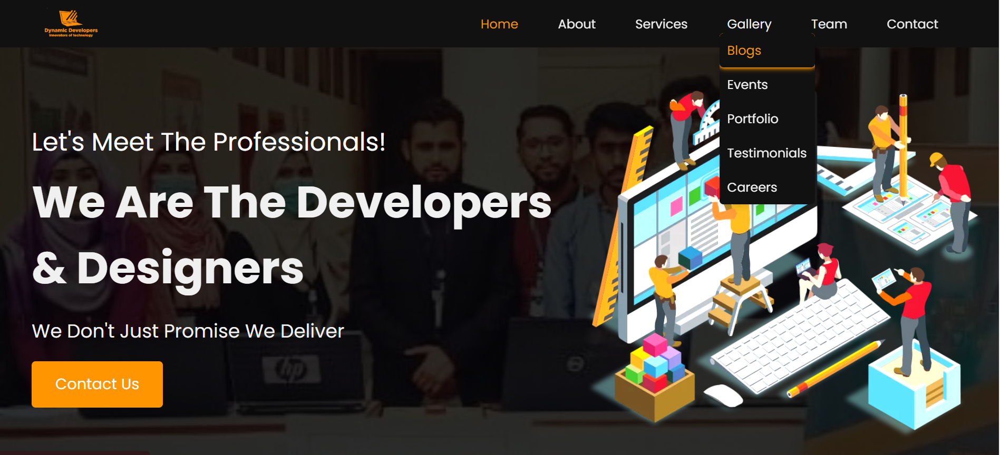 Dynamic Developers
Innovators of technology
Home
About
Services
Gallery
Team
Contact
Blogs
Events
Portfolio
Testimonials
Careers
Let's Meet The Professionals!
We Are The Developers
& Designers
We Don't Just Promise We Deliver
Contact Us
hp